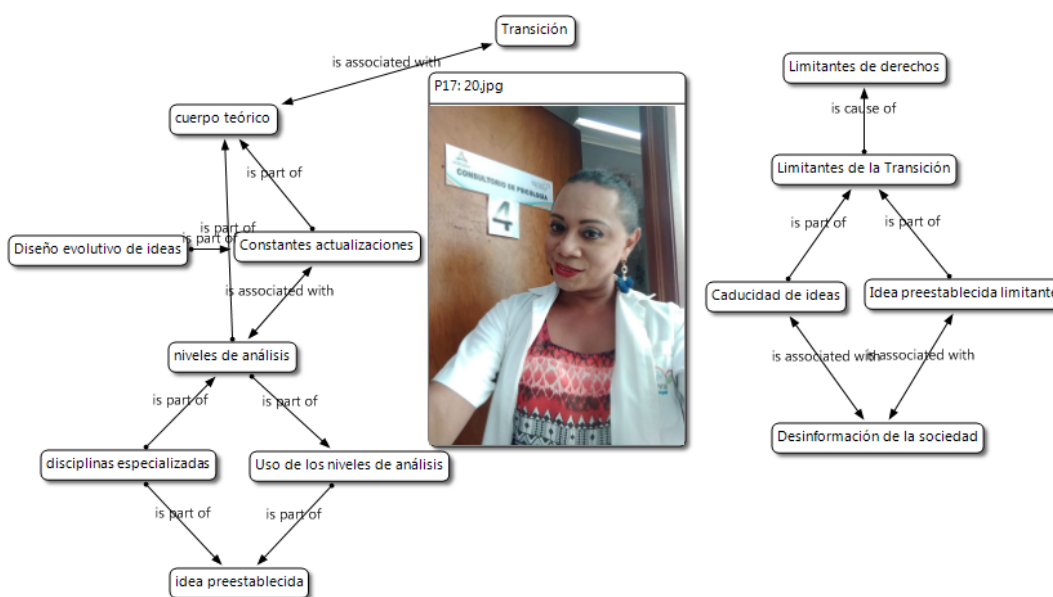 Transición
is associated with
P17: 20.jpg
cuerpo teórico
is part of
is part of
is part of
Diseño evolutivo de ideas
Constantes actualizaciones
is associated with
niveles de análisis
is part of
is part of
disciplinas especializadas
Uso de los niveles de análisis
is part of
is part of
idea preestablecida
CONSULTORIO DE PSICOLOGÍA
4
Limitantes de derechos
is cause of
Limitantes de la Transición
is part of
is part of
Caducidad de ideas
Idea preestablecida limitante
is associated with
is associated with
Desinformación de la sociedad